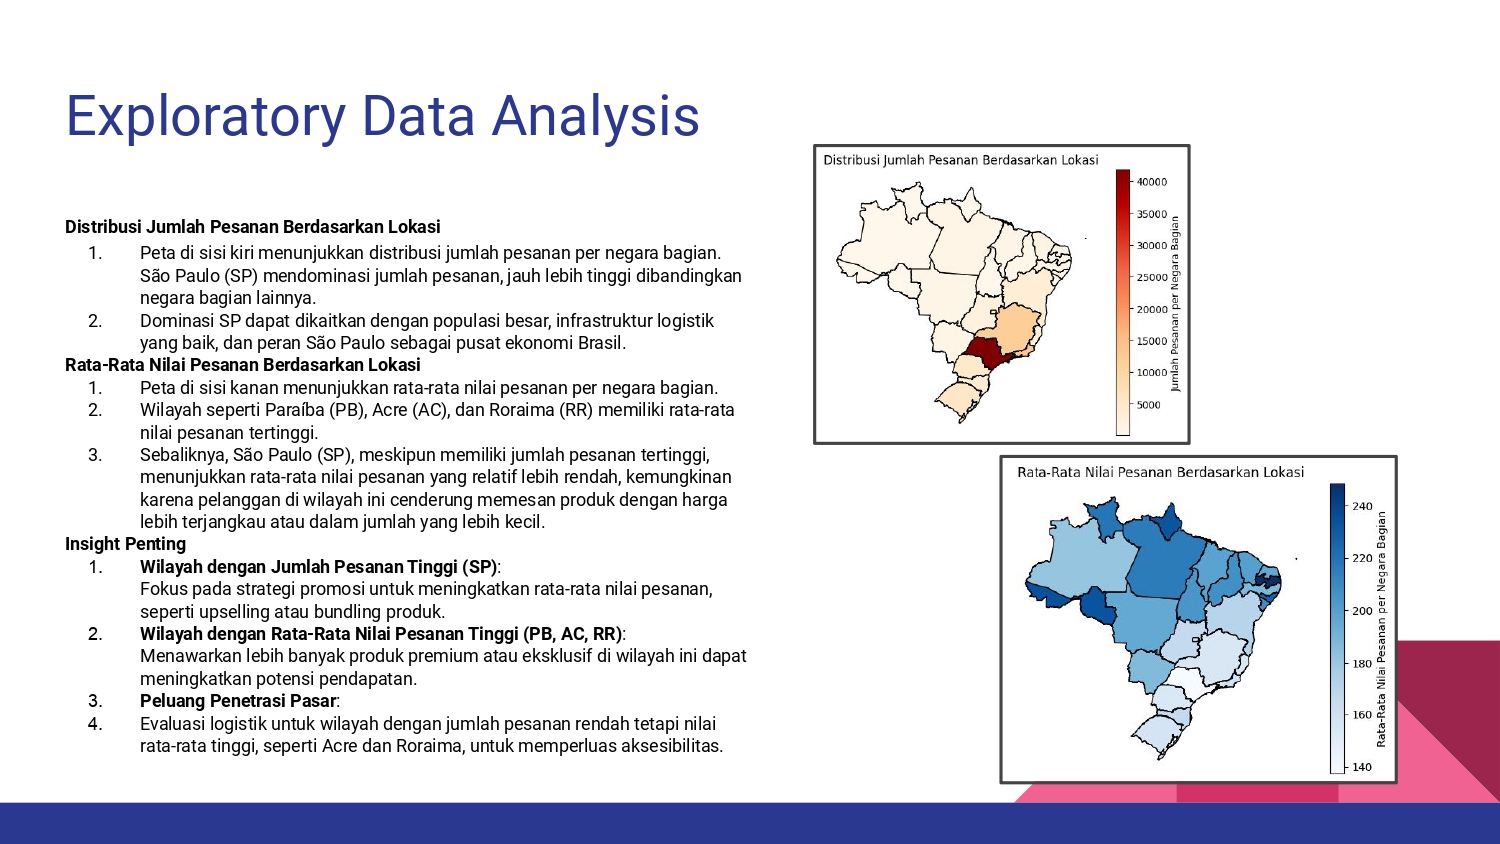 Exploratory Data Analysis
Distribusi Jumlah Pesanan Berdasarkan Lokasi
1. Peta di sisi kiri menunjukkan distribusi jumlah pesanan per negara bagian.
São Paulo (SP) mendominasi jumlah pesanan, jauh lebih tinggi dibandingkan
negara bagian lainnya.
2. Dominasi SP dapat dikaitkan dengan populasi besar, infrastruktur logistik
yang baik, dan peran São Paulo sebagai pusat ekonomi Brasil.
Rata-Rata Nilai Pesanan Berdasarkan Lokasi
1. Peta di sisi kanan menunjukkan rata-rata nilai pesanan per negara bagian.
2. Wilayah seperti Paraíba (PB), Acre (AC), dan Roraima (RR) memiliki rata-rata
nilai pesanan tertinggi.
3. Sebaliknya, São Paulo (SP), meskipun memiliki jumlah pesanan tertinggi,
menunjukkan rata-rata nilai pesanan yang relatif lebih rendah, kemungkinan
karena pelanggan di wilayah ini cenderung memesan produk dengan harga
lebih terjangkau atau dalam jumlah yang lebih kecil.
Insight Penting
1. Wilayah dengan Jumlah Pesanan Tinggi (SP):
Fokus pada strategi promosi untuk meningkatkan rata-rata nilai pesanan,
seperti upselling atau bundling produk.
2. Wilayah dengan Rata-Rata Nilai Pesanan Tinggi (PB, AC, RR):
Menawarkan lebih banyak produk premium atau eksklusif di wilayah ini dapat
meningkatkan potensi pendapatan.
3. Peluang Penetrasi Pasar:
4. Evaluasi logistik untuk wilayah dengan jumlah pesanan rendah tetapi nilai
rata-rata tinggi, seperti Acre dan Roraima, untuk memperluas aksesibilitas.
Distribusi Jumlah Pesanan Berdasarkan Lokasi
40000
35000
30000
25000
20000
15000
10000
5000
Jumlah Pesanan per Negara Bagian
Rata-Rata Nilai Pesanan Berdasarkan Lokasi
240
220
200
180
160
140
Rata-Rata Nilai Pesanan per Negara Bagian